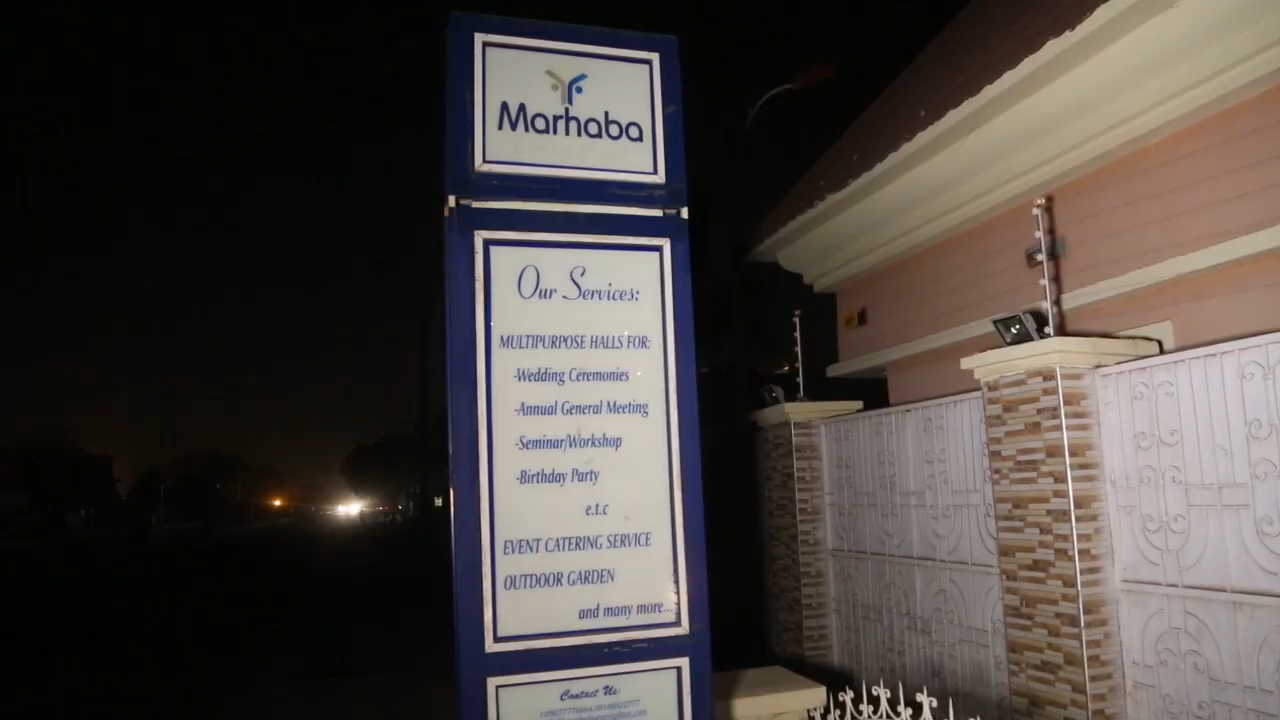 Marhaba
Our Services:
MULTIPURPOSE HALLS FOR:
-Wedding Ceremonies
-Annual General Meeting
-Seminar/Workshop
-Birthday Party
e.t.c
EVENT CATERING SERVICE
OUTDOOR GARDEN
and many more...
Contact Us: